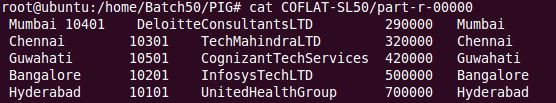 root@ubuntu:/home/Batch50/PIG# cat COFLAT-SL50/part-r-00000
Mumbai 10401 DeloitteConsultantsLTD 290000 Mumbai
Chennai 10301 TechMahindraLTD 320000 Chennai
Guwahati 10501 CognizantTechServices 420000 Guwahati
Bangalore 10201 InfosysTechLTD 500000 Bangalore
Hyderabad 10101 UnitedHealthGroup 700000 Hyderabad